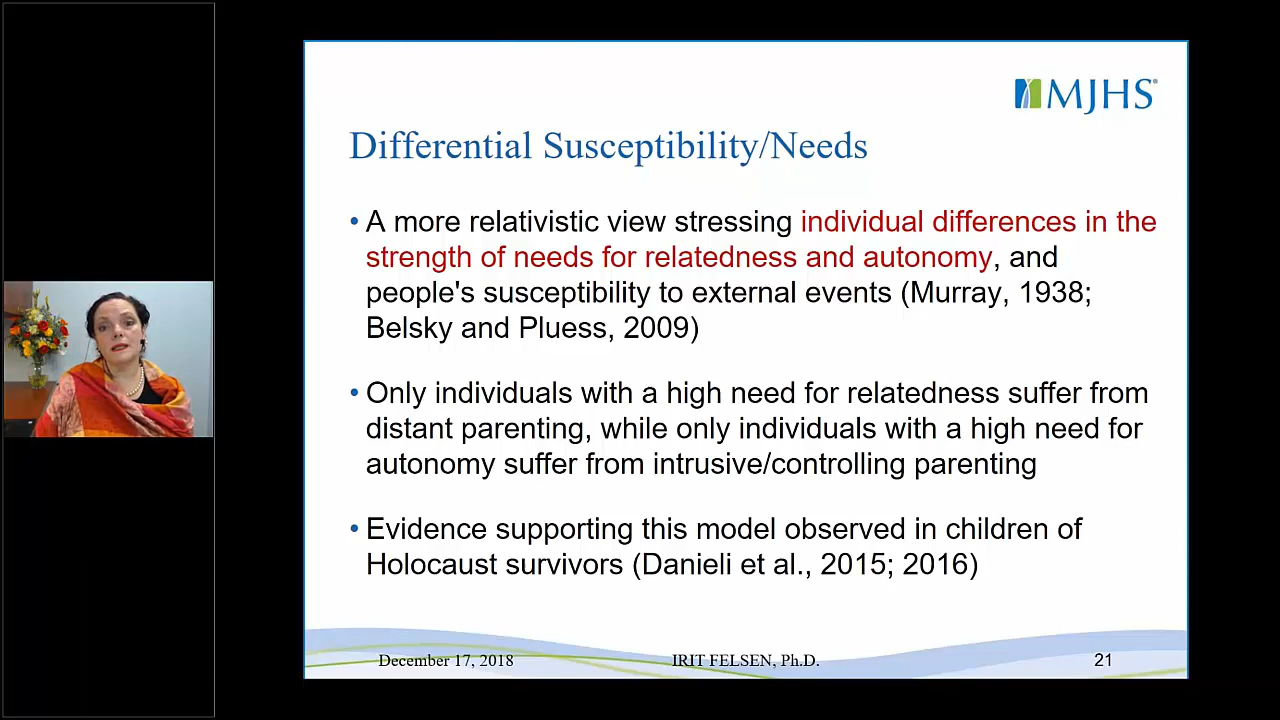 MJHS®
Differential Susceptibility/Needs
• A more relativistic view stressing individual differences in the
strength of needs for relatedness and autonomy, and
people's susceptibility to external events (Murray, 1938;
Belsky and Pluess, 2009)
• Only individuals with a high need for relatedness suffer from
distant parenting, while only individuals with a high need for
autonomy suffer from intrusive/controlling parenting
• Evidence supporting this model observed in children of
Holocaust survivors (Danieli et al., 2015; 2016)
December 17, 2018 IRIT FELSEN, Ph.D. 21